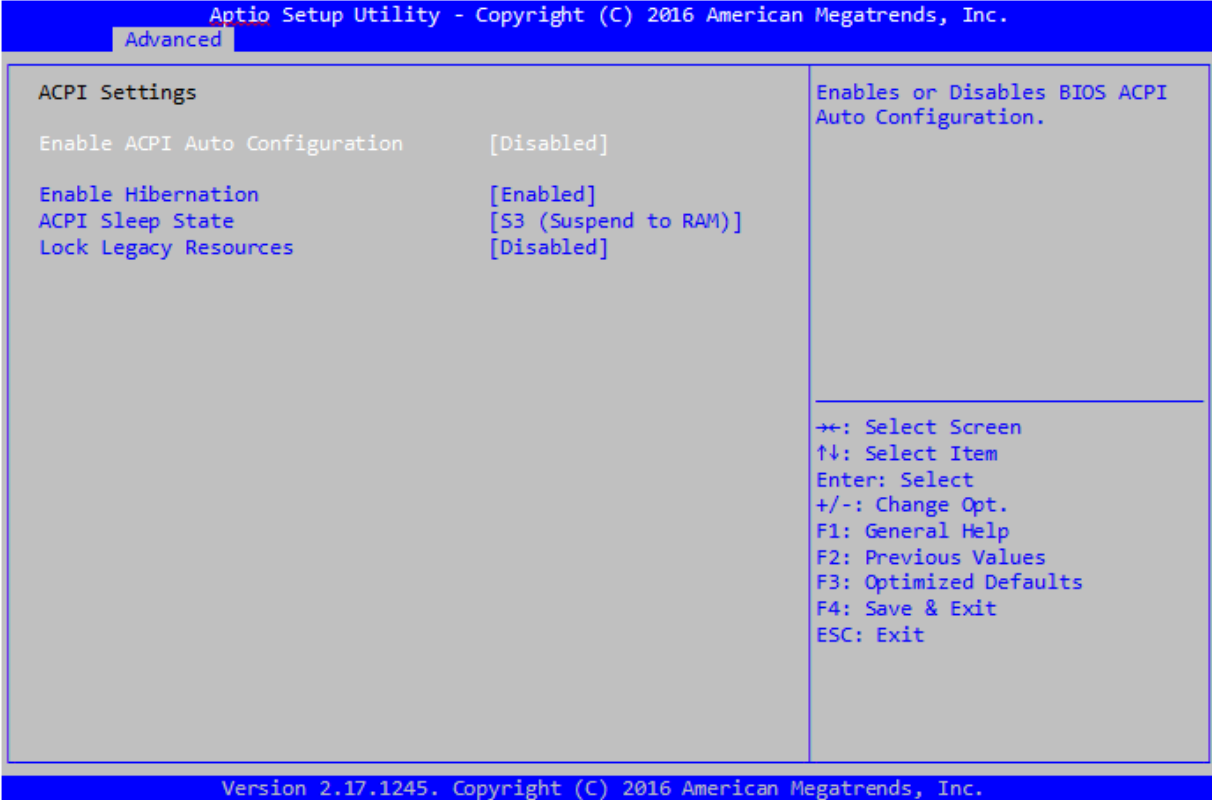 Aptio Setup Utility - Copyright (C) 2016 American Megatrends, Inc.
Advanced
ACPI Settings
Enable ACPI Auto Configuration [Disabled]
Enable Hibernation [Enabled]
ACPI Sleep State [S3 (Suspend to RAM)]
Lock Legacy Resources [Disabled]
Enables or Disables BIOS ACPI
Auto Configuration.
→←: Select Screen
↑↓: Select Item
Enter: Select
+/-: Change Opt.
F1: General Help
F2: Previous Values
F3: Optimized Defaults
F4: Save & Exit
ESC: Exit
Version 2.17.1245. Copyright (C) 2016 American Megatrends, Inc.